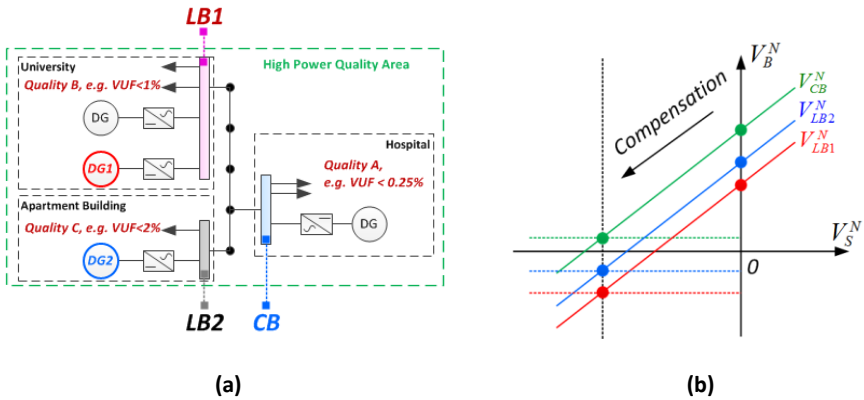 LB1
University
High Power Quality Area
Quality B, e.g. VUF<1%
DG
DG1
Hospital
Quality A,
e.g. VUF < 0.25%
DG
Apartment Building
Quality C, e.g. VUF<2%
DG2
LB2
CB
(a)
V_B^N
V_CB^N
V_LB2^N
V_LB1^N
Compensation
V_S^N
0
(b)